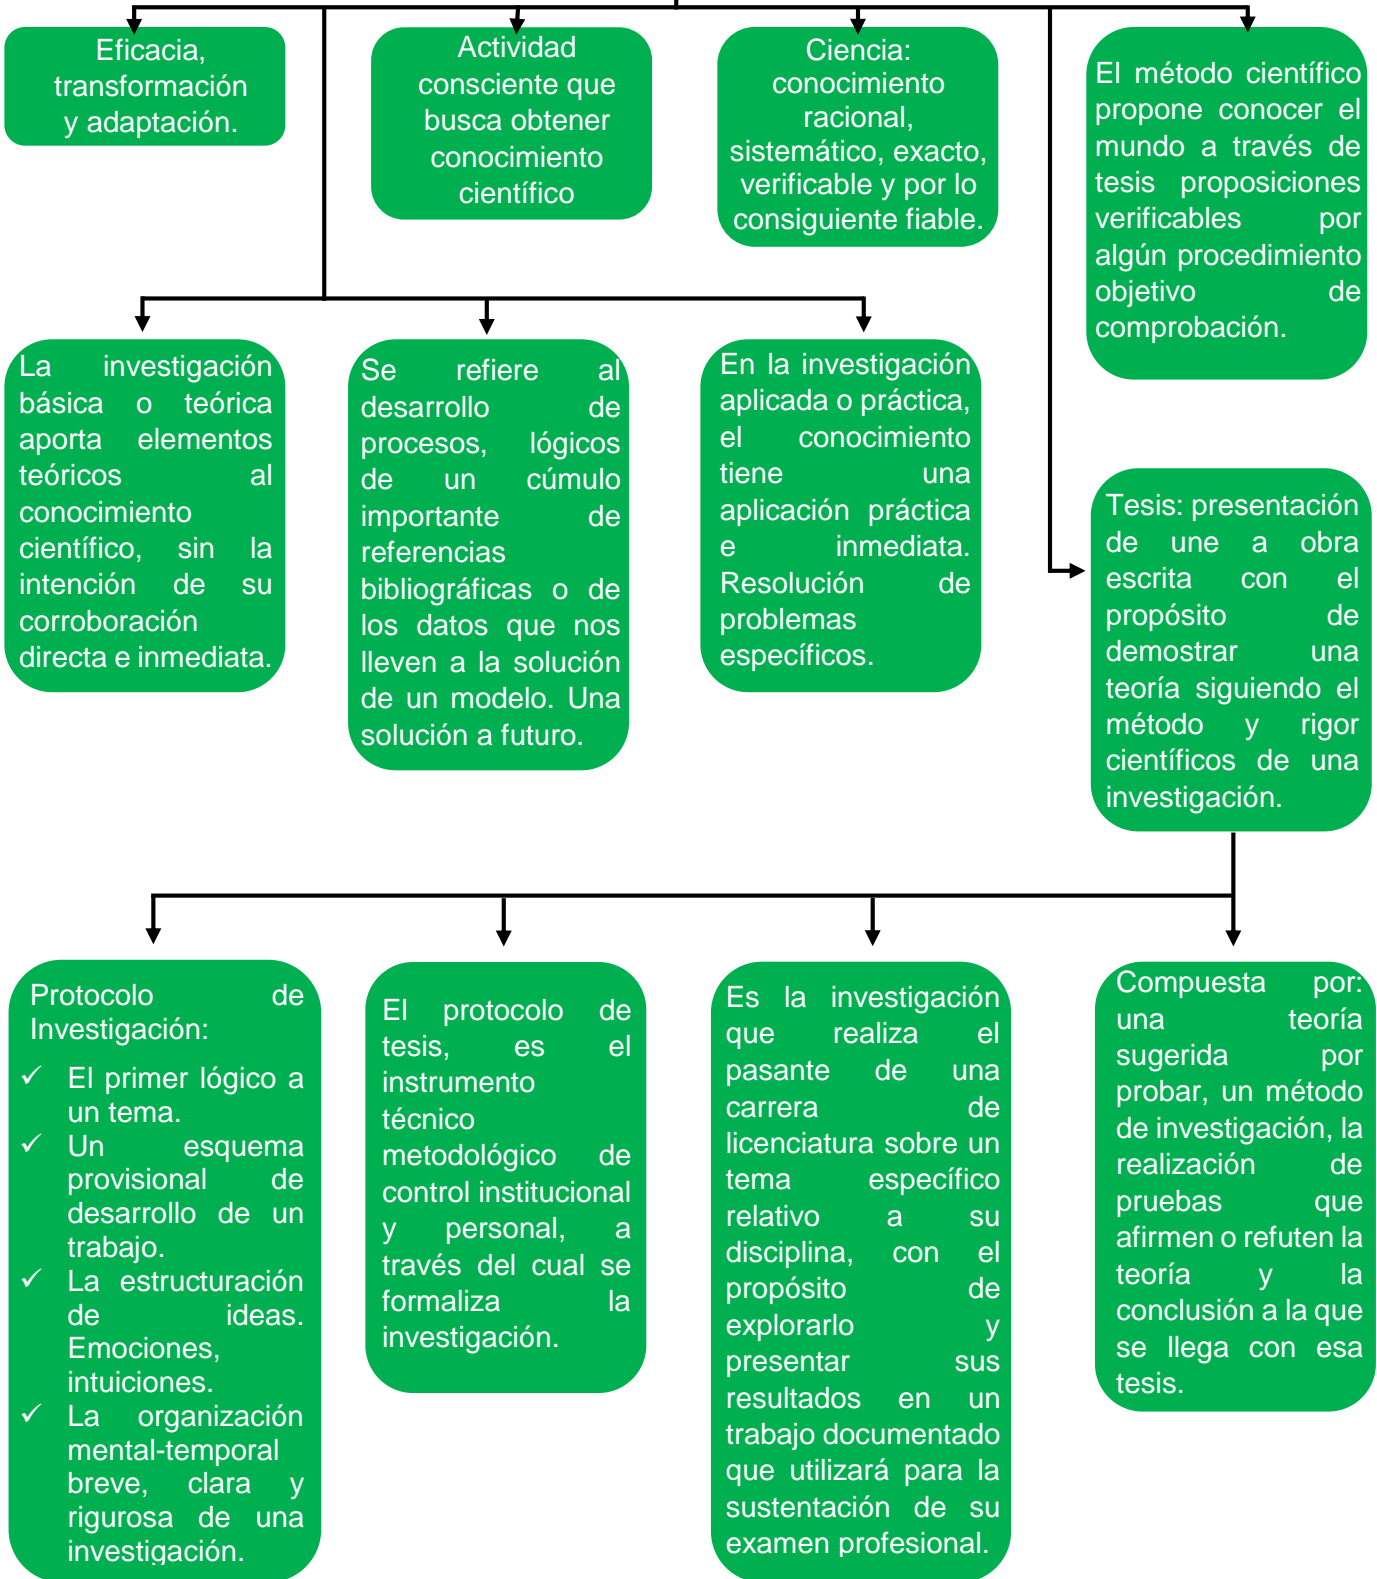 Eficacia,
transformación
y adaptación.
Actividad
consciente que
busca obtener
conocimiento
científico
Ciencia:
conocimiento
racional,
sistemático, exacto,
verificable y por lo
consiguiente fiable.
El método científico
propone conocer el
mundo a través de
tesis proposiciones
verificables por
algún procedimiento
objetivo de
comprobación.
La investigación
básica o teórica
aporta elementos
teóricos al
conocimiento
científico, sin la
intención de su
corroboración
directa e inmediata.
Se refiere al
desarrollo de
procesos, lógicos
de un cúmulo
importante de
referencias
bibliográficas o de
los datos que nos
lleven a la solución
de un modelo. Una
solución a futuro.
En la investigación
aplicada o práctica,
el conocimiento
tiene una
aplicación práctica
e inmediata.
Resolución de
problemas
específicos.
Tesis: presentación
de une a obra
escrita con el
propósito de
demostrar una
teoría siguiendo el
método y rigor
científicos de una
investigación.
Protocolo de
Investigación:
✓ El primer lógico a
un tema.
✓ Un esquema
provisional de
desarrollo de un
trabajo.
✓ La estructuración
de ideas.
Emociones,
intuiciones.
✓ La organización
mental-temporal
breve, clara y
rigurosa de una
investigación.
El protocolo de
tesis, es el
instrumento
técnico
metodológico de
control institucional
y personal, a
través del cual se
formaliza la
investigación.
Es la investigación
que realiza el
pasante de una
carrera de
licenciatura sobre un
tema específico
relativo a su
disciplina, con el
propósito de
explorarlo y
presentar sus
resultados en un
trabajo documentado
que utilizará para la
sustentación de su
examen profesional.
Compuesta por:
una teoría
sugerida por
probar, un método
de investigación, la
realización de
pruebas que
afirmen o refuten la
teoría y la
conclusión a la que
se llega con esa
tesis.